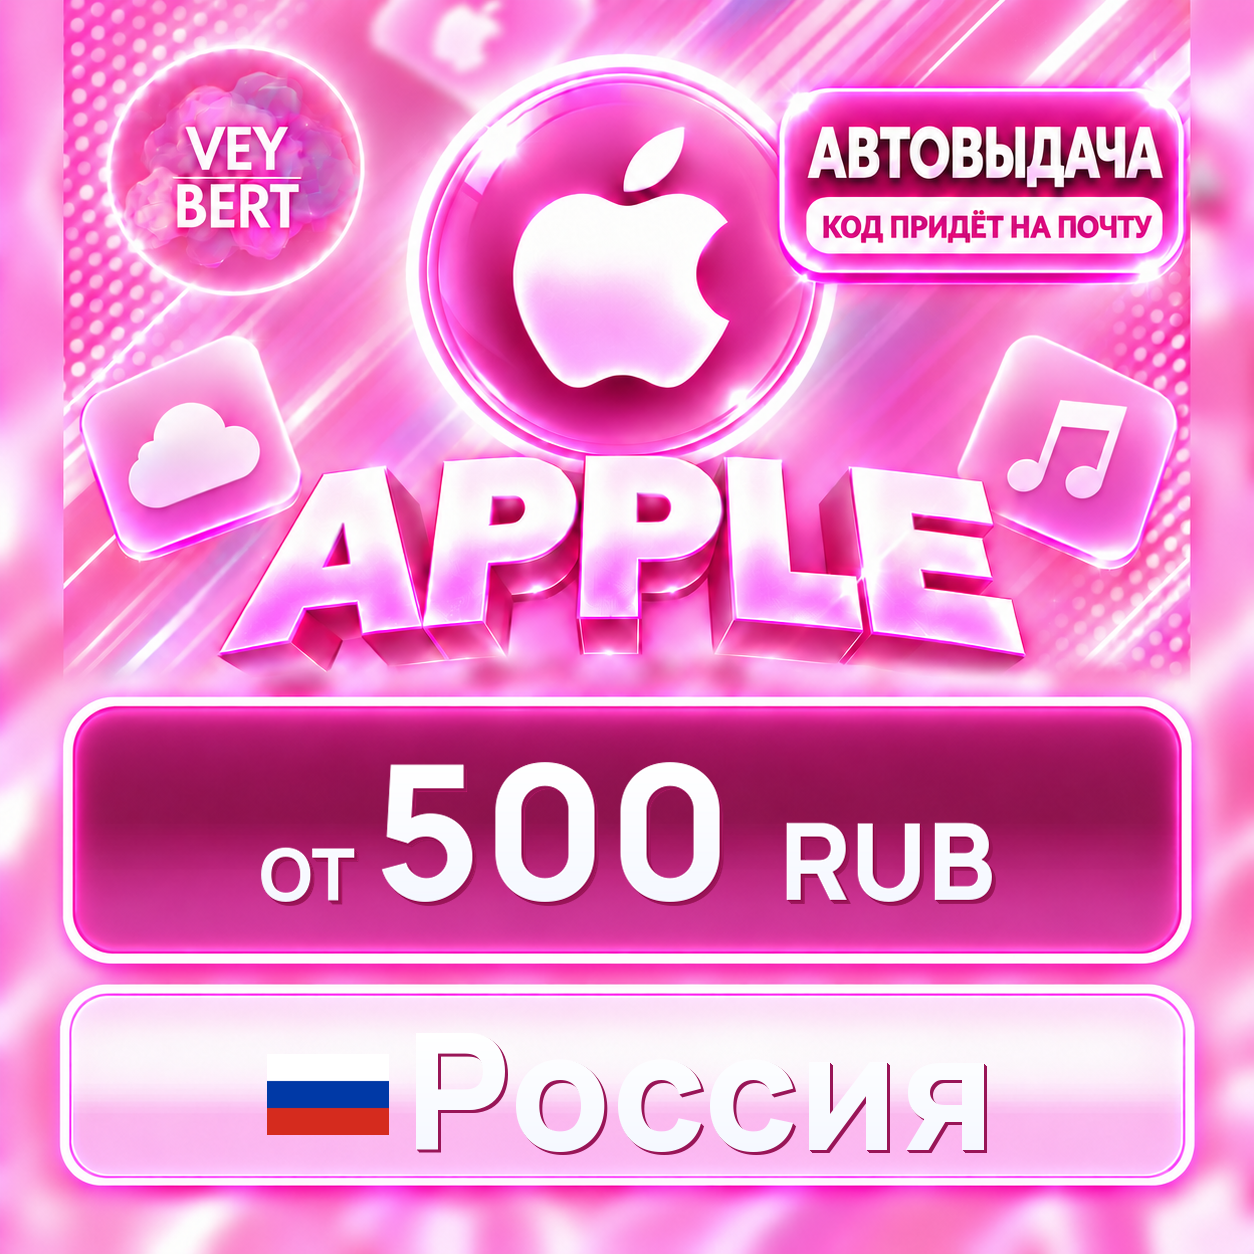 VEY
BERT
АВТОВЫДАЧА
КОД ПРИДЁТ НА ПОЧТУ
APPLE
от 500 RUB
Россия